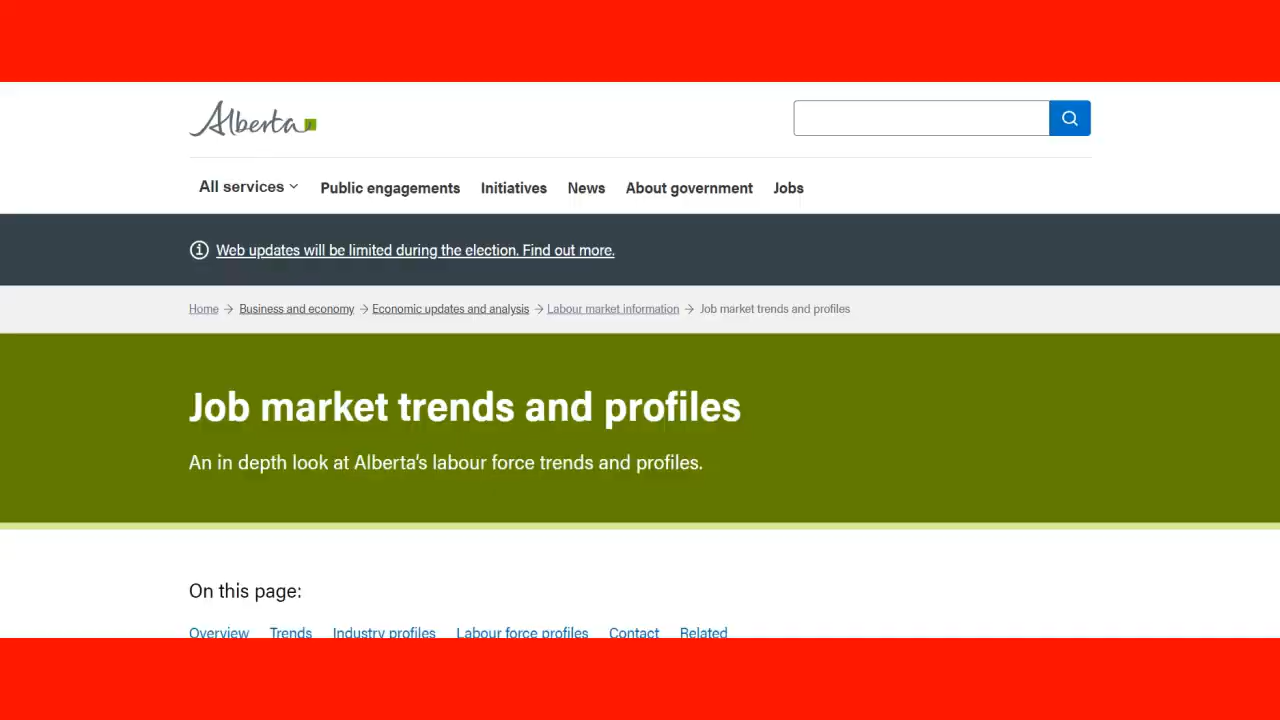 Alberta
All services Public engagements Initiatives News About government Jobs
Web updates will be limited during the election. Find out more.
Home → Business and economy → Economic updates and analysis → Labour market information → Job market trends and profiles
Job market trends and profiles
An in depth look at Alberta's labour force trends and profiles.
On this page:
Overview Trends Industry profiles Labour force profiles Contact Related